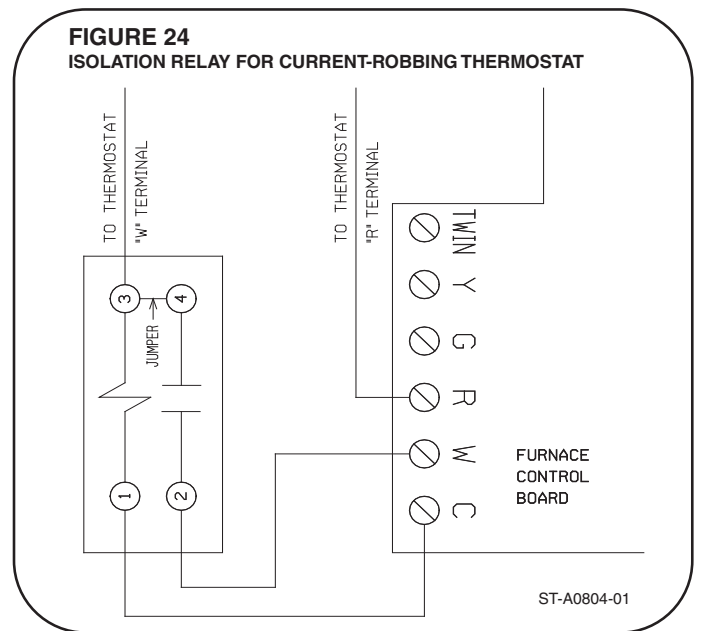 FIGURE 24
ISOLATION RELAY FOR CURRENT-ROBBING THERMOSTAT
TO THERMOSTAT
"W" TERMINAL
TO THERMOSTAT
"R" TERMINAL
3
4
JUMPER
1
2
TWIN
Y
G
R
W
C
FURNACE
CONTROL
BOARD
ST-A0804-01